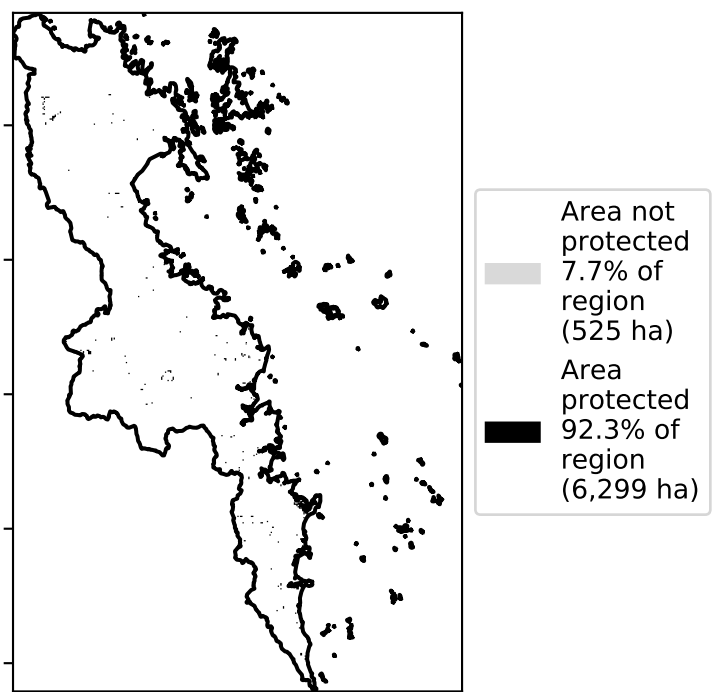 Area not
protected
7.7% of
region
(525 ha)
Area
protected
92.3% of
region
(6,299 ha)